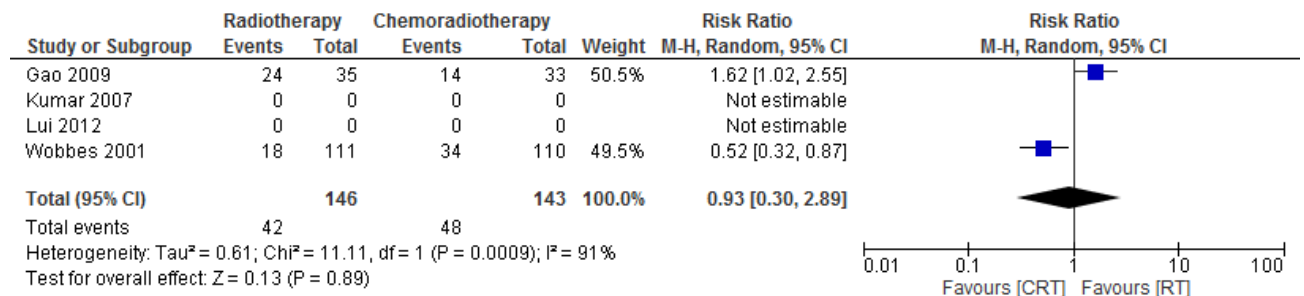 Radiotherapy Chemoradiotherapy Risk Ratio Risk Ratio
Study or Subgroup Events Total Events Total Weight M-H, Random, 95% CI M-H, Random, 95% CI
Gao 2009 24 35 14 33 50.5% 1.62 [1.02, 2.55]
Kumar 2007 0 0 0 0 Not estimable
Lui 2012 0 0 0 0 Not estimable
Wobbes 2001 18 111 34 110 49.5% 0.52 [0.32, 0.87]
Total (95% CI) 146 143 100.0% 0.93 [0.30, 2.89]
Total events 42 48
Heterogeneity: Tau² = 0.61; Chi² = 11.11, df = 1 (P = 0.0009); I² = 91%
Test for overall effect: Z = 0.13 (P = 0.89)
0.01 0.1 1 10 100
Favours [CRT] Favours [RT]